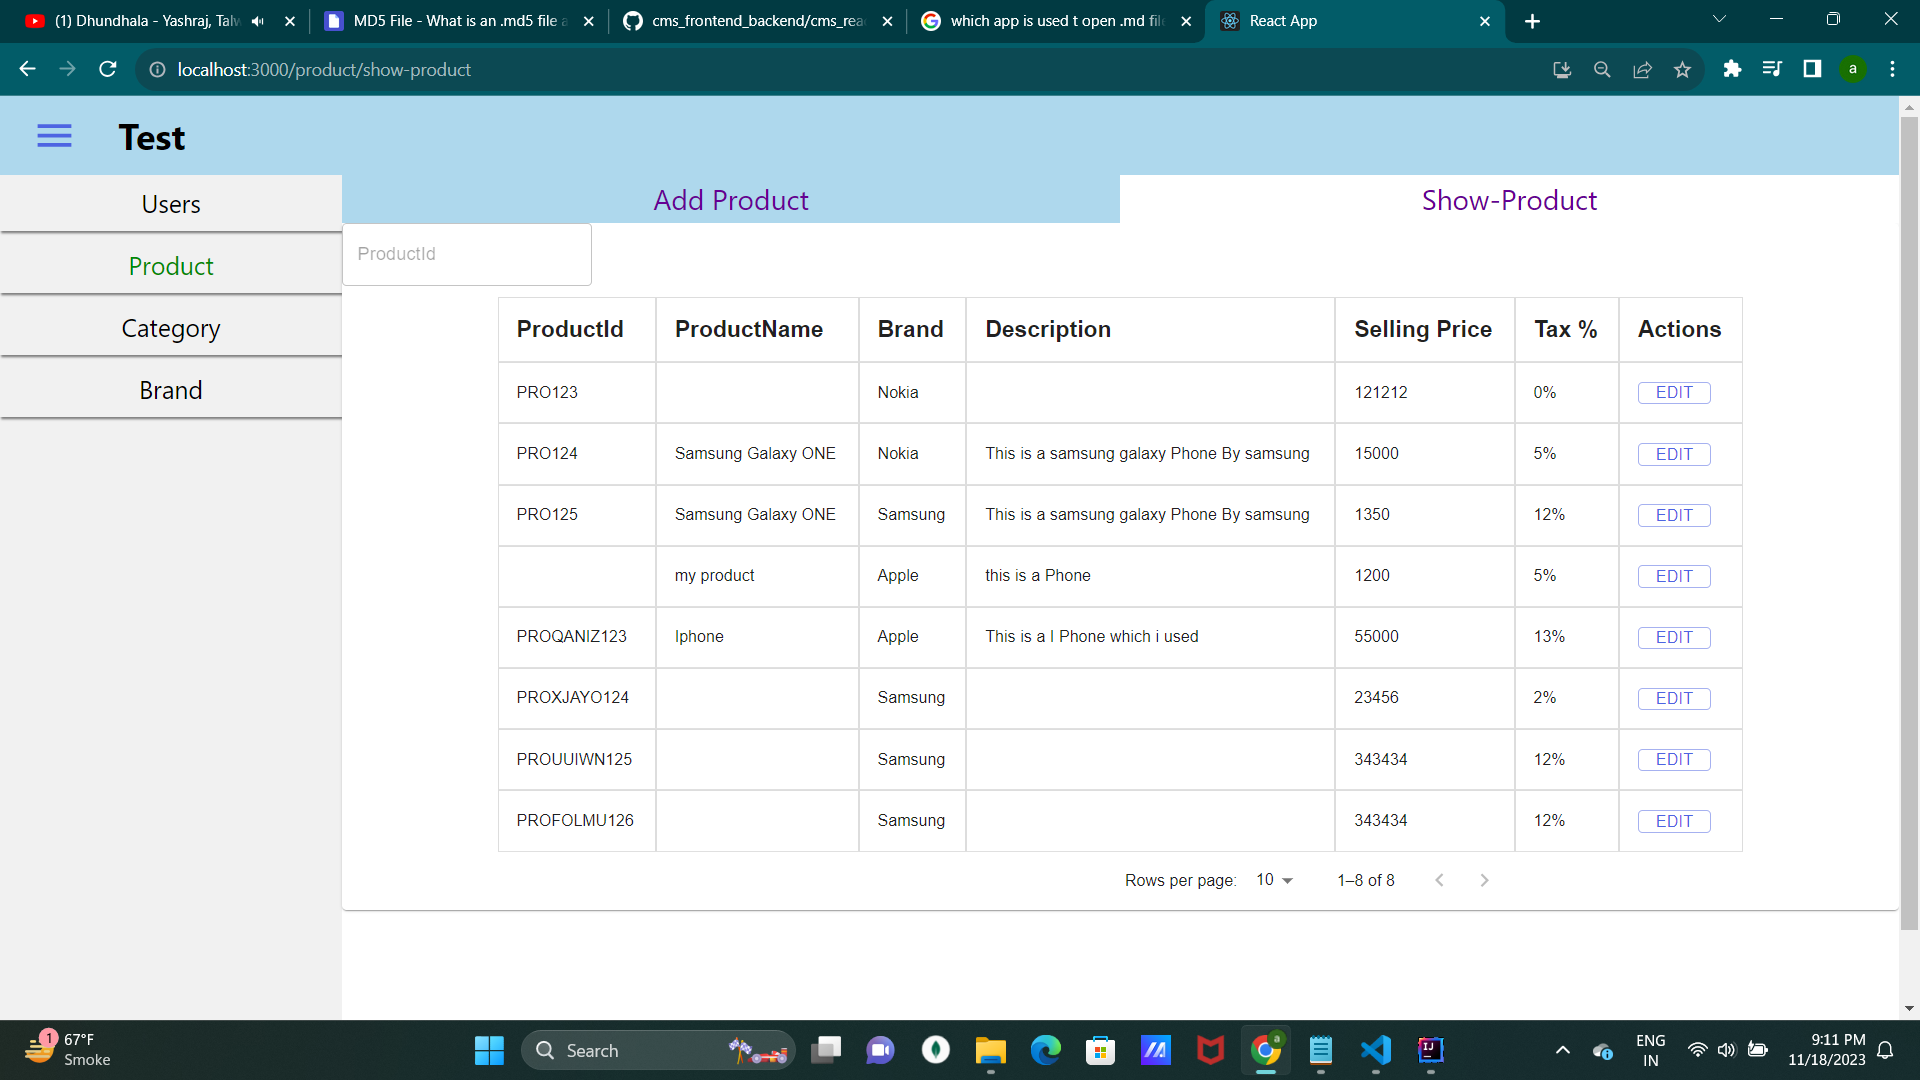 (1) Dhundhala - Yashraj, Talw
MD5 File - What is an .md5 file a
cms_frontend_backend/cms_rea
which app is used t open .md file
React App
localhost:3000/product/show-product
a
Test
Users
Product
Category
Brand
Add Product
Show-Product
ProductId
ProductId ProductName Brand Description Selling Price Tax % Actions
PRO123 Nokia 121212 0% EDIT
PRO124 Samsung Galaxy ONE Nokia This is a samsung galaxy Phone By samsung 15000 5% EDIT
PRO125 Samsung Galaxy ONE Samsung This is a samsung galaxy Phone By samsung 1350 12% EDIT
my product Apple this is a Phone 1200 5% EDIT
PROQANIZ123 Iphone Apple This is a I Phone which i used 55000 13% EDIT
PROXJAYO124 Samsung 23456 2% EDIT
PROUUIWN125 Samsung 343434 12% EDIT
PROFOLMU126 Samsung 343434 12% EDIT
Rows per page: 10 1–8 of 8
1
67°F
Smoke
Search
a
IJ
ENG
IN
9:11 PM
11/18/2023